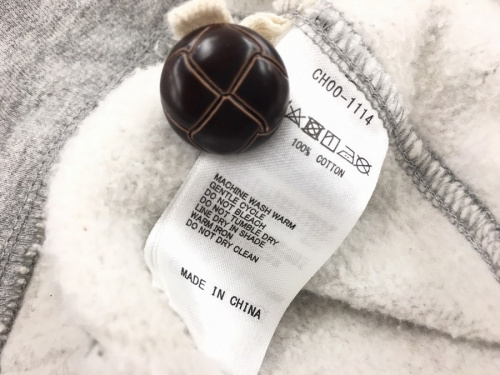 CH00-1114
100% COTTON
MACHINE WASH WARM
GENTLE CYCLE
DO NOT BLEACH
DO NOT TUMBLE DRY
LINE DRY IN SHADE
WARM IRON
DO NOT DRY CLEAN
MADE IN CHINA